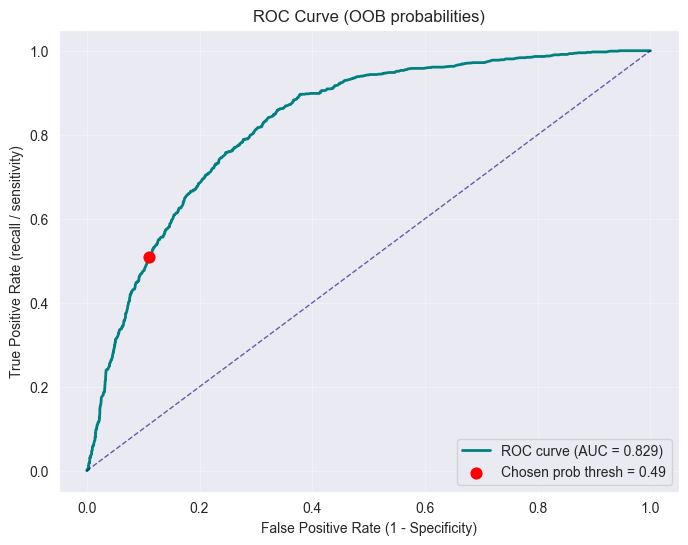 ROC Curve (OOB probabilities)
True Positive Rate (recall / sensitivity)
1.0
0.8
0.6
0.4
0.2
0.0
ROC curve (AUC = 0.829)
Chosen prob thresh = 0.49
0.0 0.2 0.4 0.6 0.8 1.0
False Positive Rate (1 - Specificity)